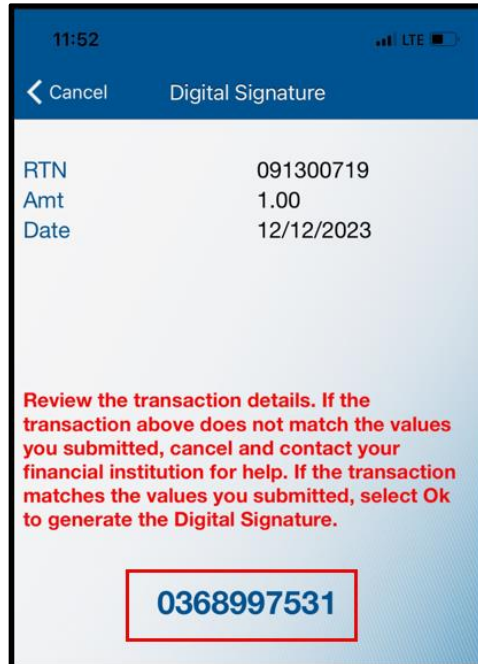 11:52 LTE
Cancel Digital Signature
RTN 091300719
Amt 1.00
Date 12/12/2023
Review the transaction details. If the
transaction above does not match the values
you submitted, cancel and contact your
financial institution for help. If the transaction
matches the values you submitted, select Ok
to generate the Digital Signature.
0368997531